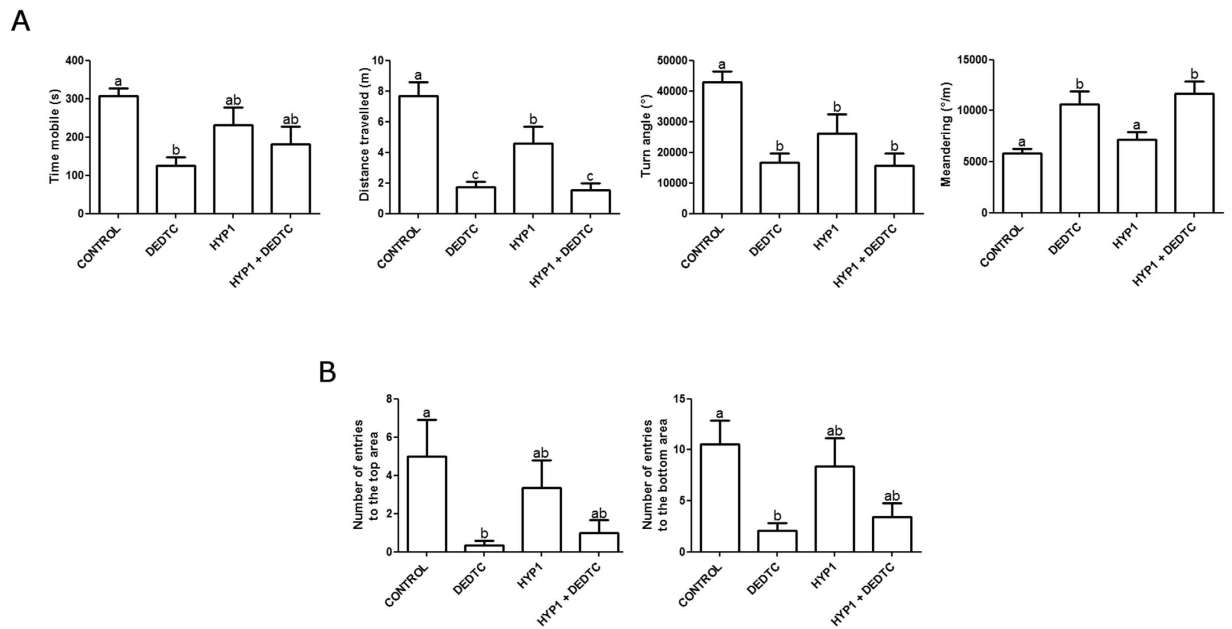 A
Time mobile (s)
400
300
200
100
0
a
b
ab
ab
CONTROL
DEDTC
HYP1
HYP1 + DEDTC
Distance travelled (m)
10
8
6
4
2
0
a
c
b
c
CONTROL
DEDTC
HYP1
HYP1 + DEDTC
Turn angle (°)
50000
40000
30000
20000
10000
0
a
b
b
b
CONTROL
DEDTC
HYP1
HYP1 + DEDTC
Meandering (°/m)
15000
10000
5000
0
a
b
a
b
CONTROL
DEDTC
HYP1
HYP1 + DEDTC
B
Number of entries
to the top area
8
6
4
2
0
a
b
ab
ab
CONTROL
DEDTC
HYP1
HYP1 + DEDTC
Number of entries
to the bottom area
15
10
5
0
a
b
ab
ab
CONTROL
DEDTC
HYP1
HYP1 + DEDTC